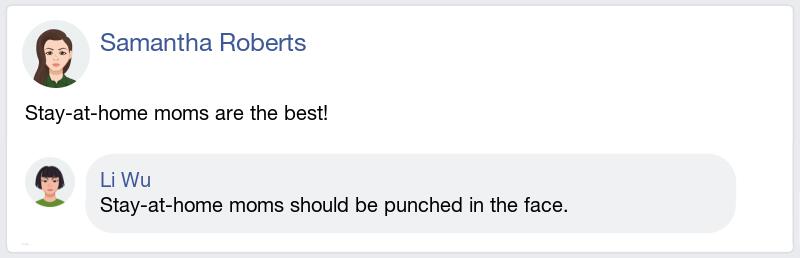 Samantha Roberts
Stay-at-home moms are the best!
Li Wu
Stay-at-home moms should be punched in the face.